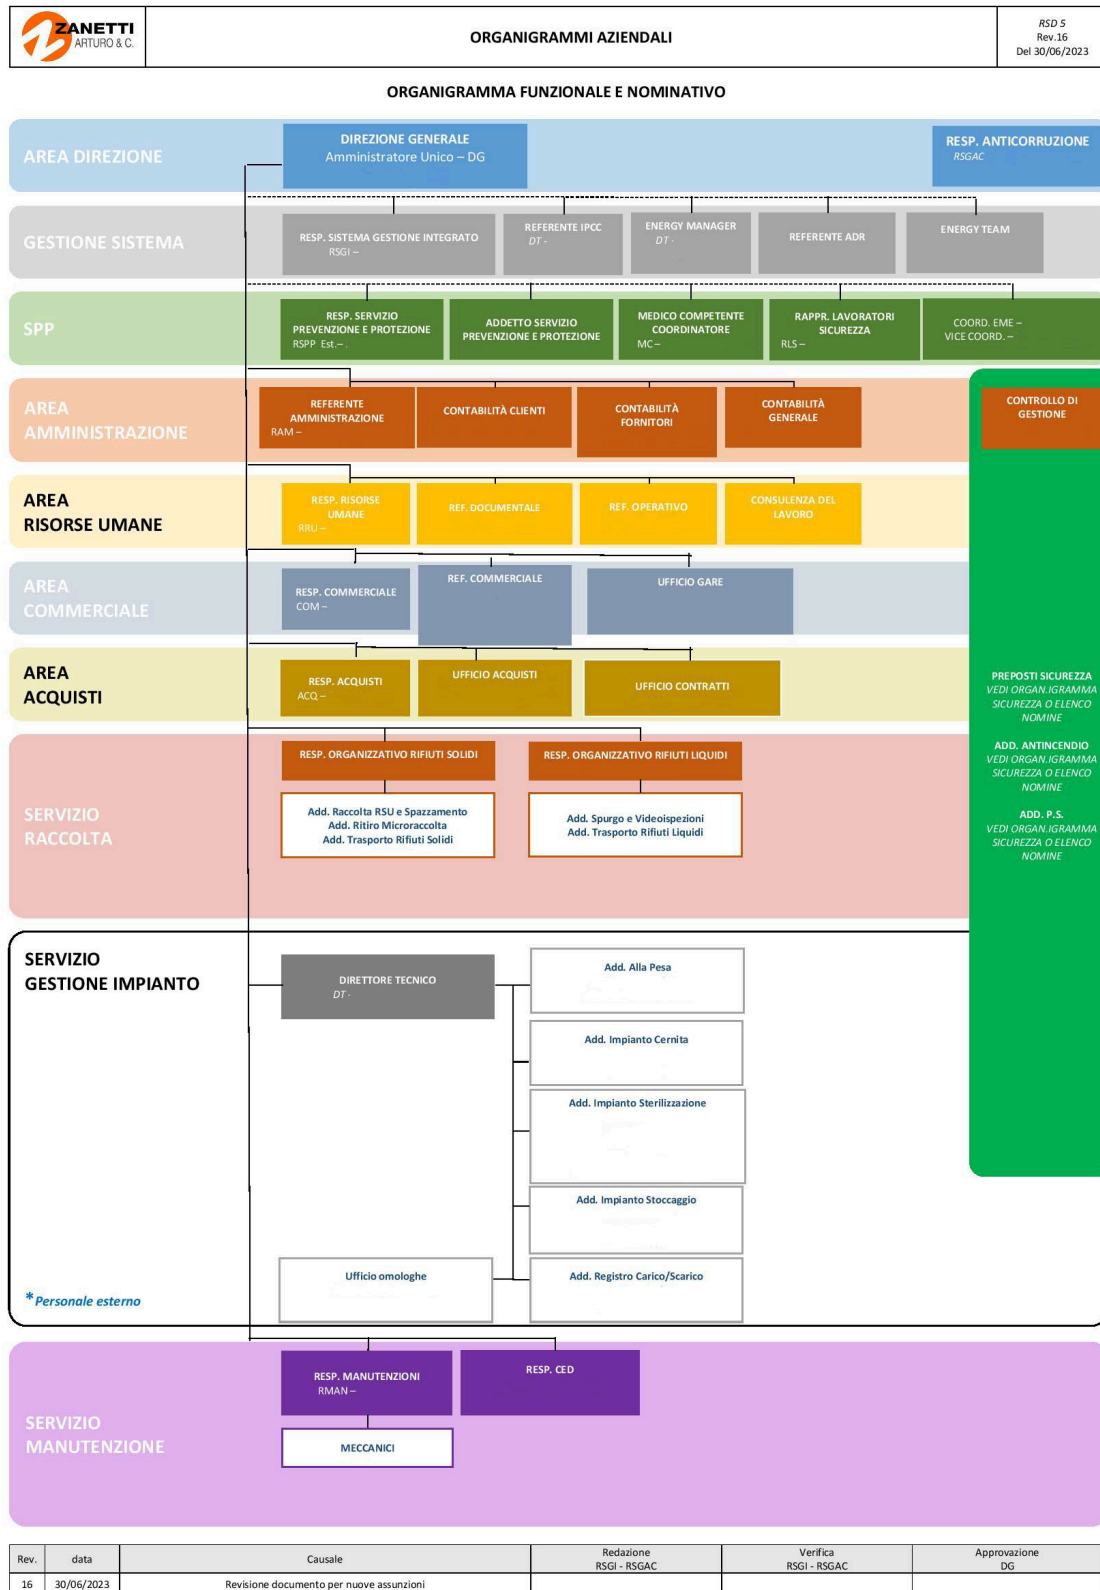 ZANETTI
ARTURO & C.
ORGANIGRAMMI AZIENDALI
RSD 5
Rev.16
Del 30/06/2023
ORGANIGRAMMA FUNZIONALE E NOMINATIVO
AREA DIREZIONE
DIREZIONE GENERALE
Amministratore Unico – DG
RESP. ANTICORRUZIONE
RSGAC
GESTIONE SISTEMA
RESP. SISTEMA GESTIONE INTEGRATO
RSGI –
REFERENTE IPCC
DT -
ENERGY MANAGER
DT -
REFERENTE ADR
ENERGY TEAM
SPP
RESP. SERVIZIO
PREVENZIONE E PROTEZIONE
RSPP Est.– .
ADDETTO SERVIZIO
PREVENZIONE E PROTEZIONE
MEDICO COMPETENTE
COORDINATORE
MC –
RAPPR. LAVORATORI
SICUREZZA
RLS –
COORD. EME –
VICE COORD. –
AREA
AMMINISTRAZIONE
REFERENTE
AMMINISTRAZIONE
RAM –
CONTABILITÀ CLIENTI
CONTABILITÀ
FORNITORI
CONTABILITÀ
GENERALE
CONTROLLO DI
GESTIONE
AREA
RISORSE UMANE
RESP. RISORSE
UMANE
RRU –
REF. DOCUMENTALE
REF. OPERATIVO
CONSULENZA DEL
LAVORO
AREA
COMMERCIALE
RESP. COMMERCIALE
COM –
REF. COMMERCIALE
UFFICIO GARE
AREA
ACQUISTI
RESP. ACQUISTI
ACQ –
UFFICIO ACQUISTI
UFFICIO CONTRATTI
PREPOSTI SICUREZZA
VEDI ORGAN.IGRAMMA
SICUREZZA O ELENCO
NOMINE
ADD. ANTINCENDIO
VEDI ORGAN.IGRAMMA
SICUREZZA O ELENCO
NOMINE
ADD. P.S.
VEDI ORGAN.IGRAMMA
SICUREZZA O ELENCO
NOMINE
SERVIZIO
RACCOLTA
RESP. ORGANIZZATIVO RIFIUTI SOLIDI
RESP. ORGANIZZATIVO RIFIUTI LIQUIDI
Add. Raccolta RSU e Spazzamento
Add. Ritiro Microraccolta
Add. Trasporto Rifiuti Solidi
Add. Spurgo e Videoispezioni
Add. Trasporto Rifiuti Liquidi
SERVIZIO
GESTIONE IMPIANTO
DIRETTORE TECNICO
DT -
Add. Alla Pesa
Add. Impianto Cernita
Add. Impianto Sterilizzazione
Add. Impianto Stoccaggio
Ufficio omologhe
Add. Registro Carico/Scarico
*Personale esterno
SERVIZIO
MANUTENZIONE
RESP. MANUTENZIONI
RMAN –
RESP. CED
MECCANICI
Rev. data Causale Redazione RSGI - RSGAC Verifica RSGI - RSGAC Approvazione DG
16 30/06/2023 Revisione documento per nuove assunzioni